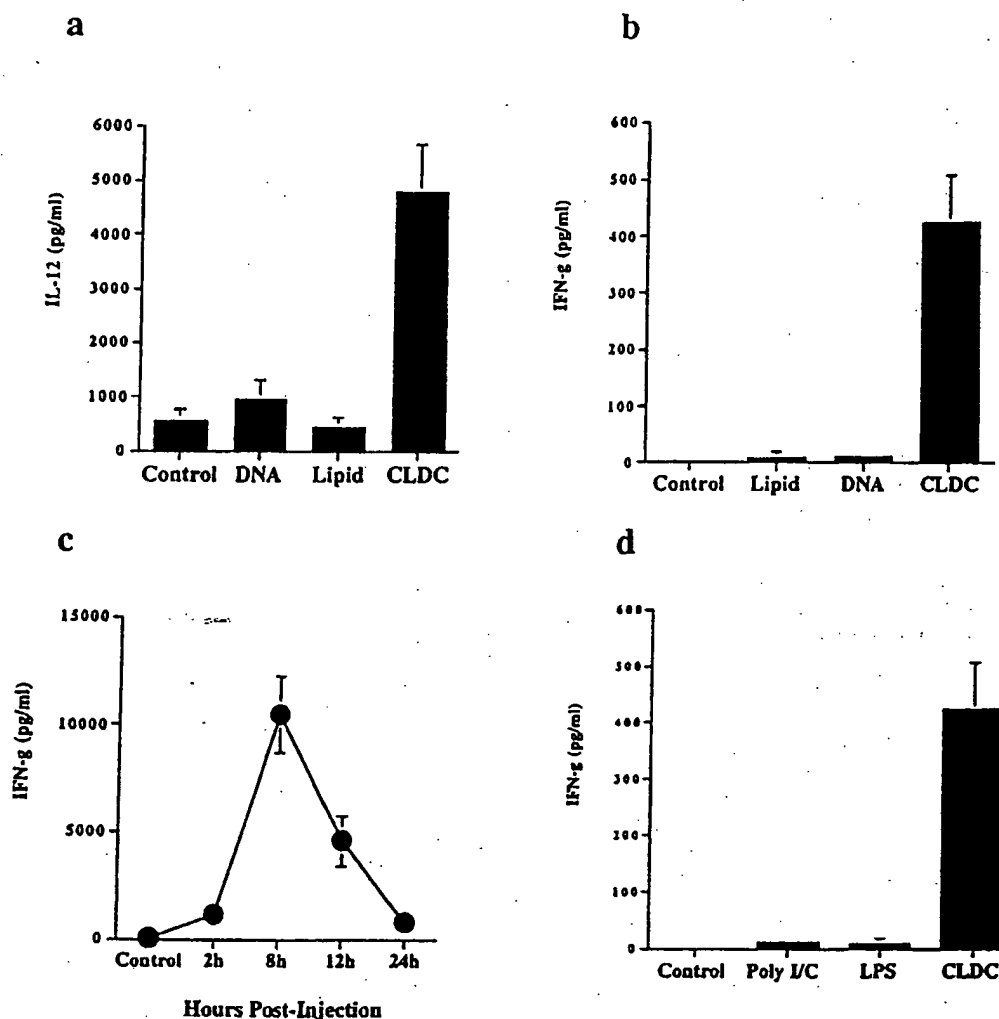 a
6000
5000
4000
3000
2000
1000
0
IL-12 (pg/ml)
Control DNA Lipid CLDC
b
600
500
400
300
200
100
0
IFN-g (pg/ml)
Control Lipid DNA CLDC
c
15000
10000
5000
0
IFN-g (pg/ml)
Control 2h 8h 12h 24h
Hours Post-Injection
d
600
500
400
300
200
100
0
IFN-g (pg/ml)
Control Poly I/C LPS CLDC